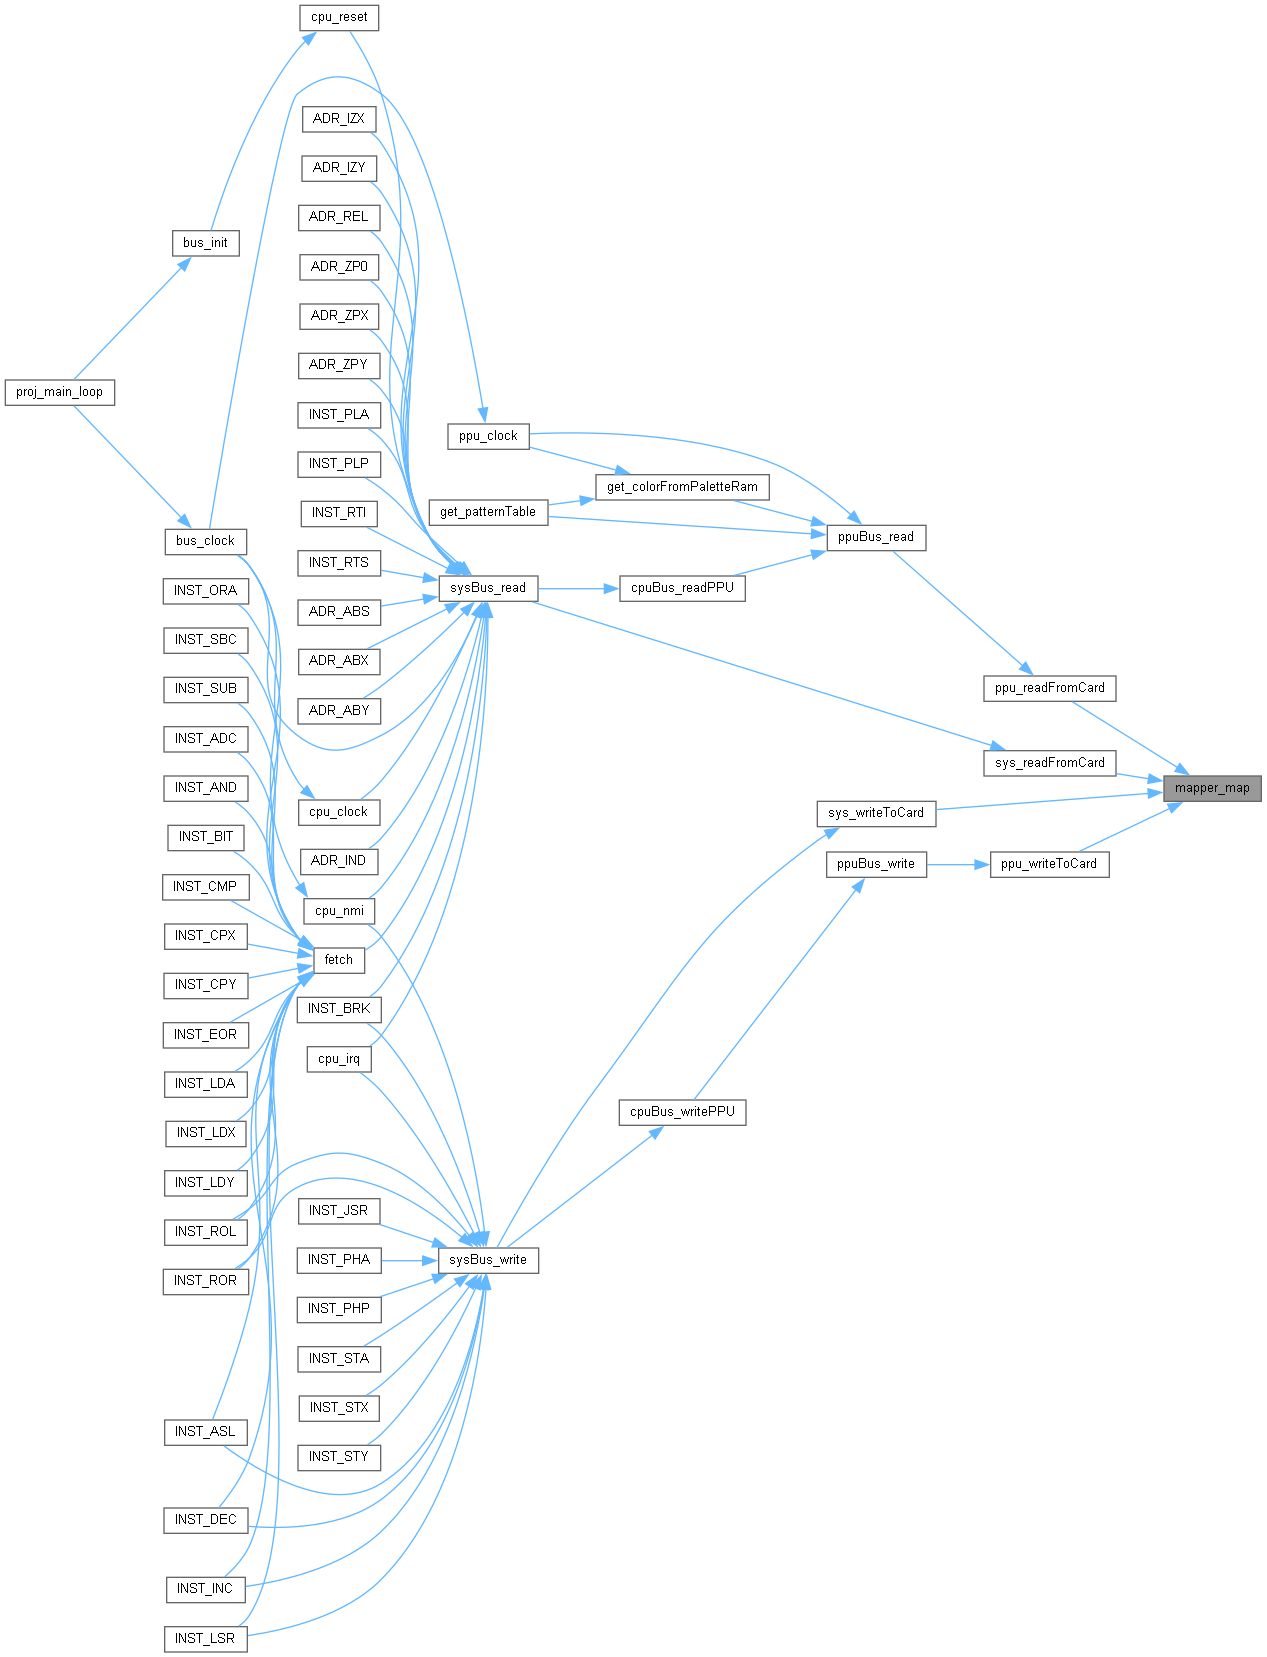 cpu_reset
ADR_IZX
ADR_IZY
ADR_REL
bus_init
ADR_ZP0
ADR_ZPX
ADR_ZPY
proj_main_loop
INST_PLA
ppu_clock
INST_PLP
get_colorFromPaletteRam
get_patternTable
INST_RTI
ppuBus_read
bus_clock
INST_RTS
sysBus_read
cpuBus_readPPU
INST_ORA
ADR_ABS
INST_SBC
ADR_ABX
INST_SUB
ppu_readFromCard
ADR_ABY
INST_ADC
sys_readFromCard
INST_AND
mapper_map
cpu_clock
sys_writeToCard
INST_BIT
ADR_IND
ppuBus_write
ppu_writeToCard
INST_CMP
cpu_nmi
INST_CPX
fetch
INST_CPY
INST_BRK
INST_EOR
cpu_irq
INST_LDA
cpuBus_writePPU
INST_LDX
INST_LDY
INST_JSR
INST_ROL
INST_PHA
sysBus_write
INST_ROR
INST_PHP
INST_STA
INST_STX
INST_ASL
INST_STY
INST_DEC
INST_INC
INST_LSR